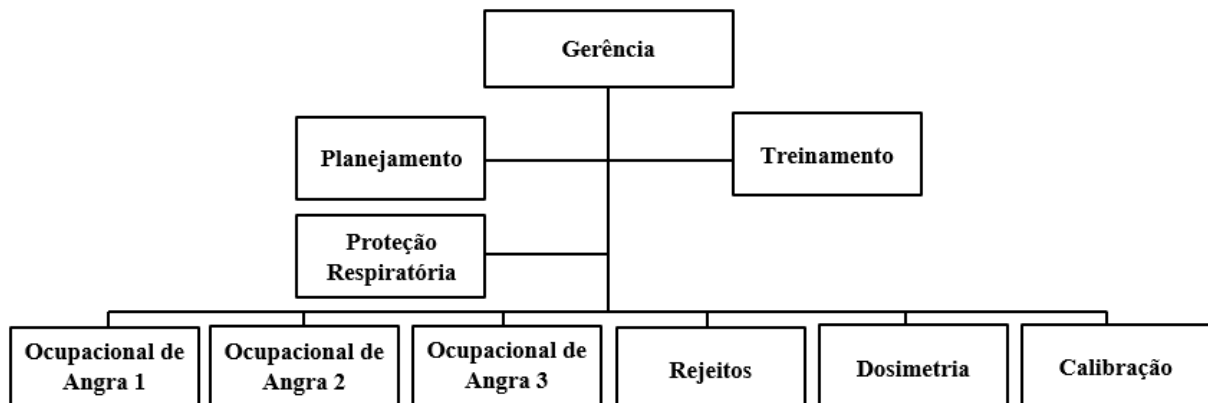 Gerência
Planejamento
Treinamento
Proteção
Respiratória
Ocupacional de
Angra 1
Ocupacional de
Angra 2
Ocupacional de
Angra 3
Rejeitos
Dosimetria
Calibração